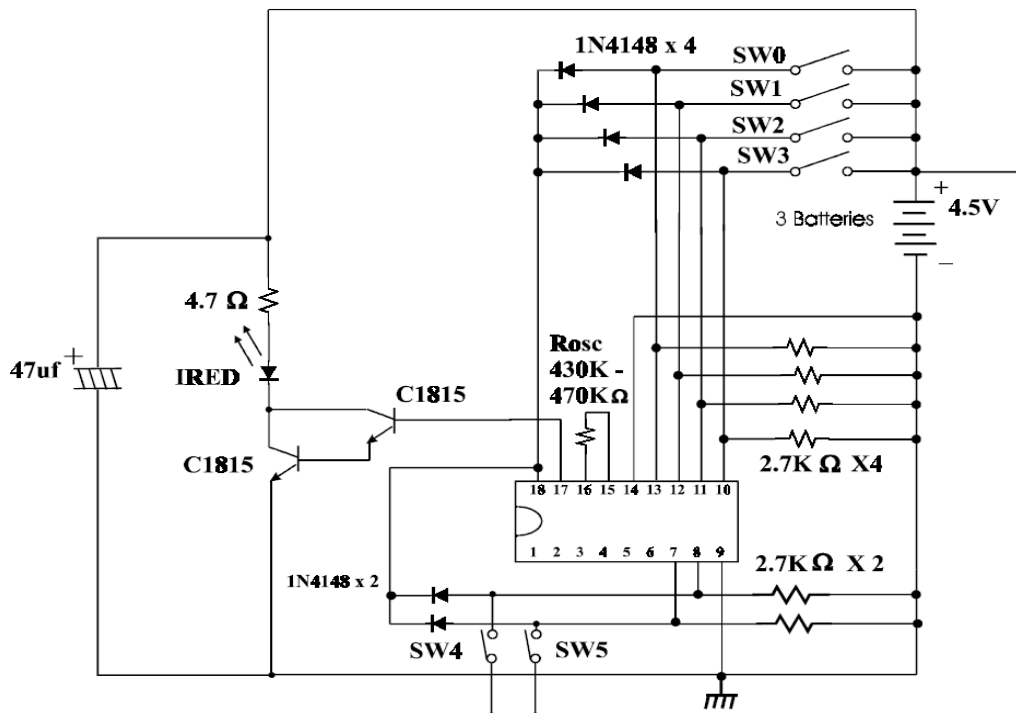 1N4148 x 4
SW0
SW1
SW2
SW3
+
4.5V
3 Batteries
−
4.7 Ω
47uf
+
IRED
C1815
C1815
Rosc
430K -
470KΩ
2.7K Ω X4
18 17 16 15 14 13 12 11 10
1 2 3 4 5 6 7 8 9
1N4148 x 2
2.7K Ω X 2
SW4
SW5